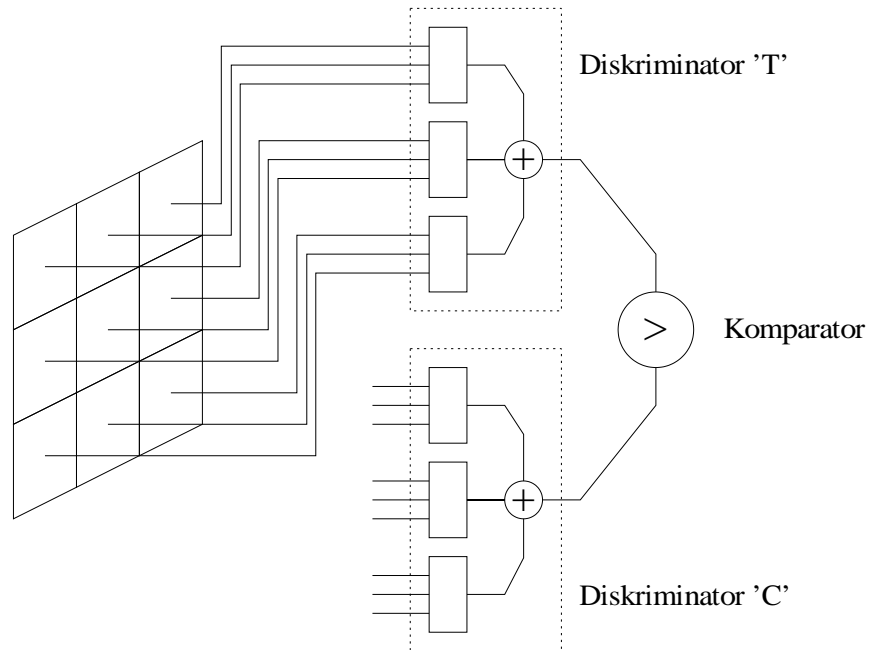 Diskriminator ’T’
+
>
Komparator
+
Diskriminator ’C’